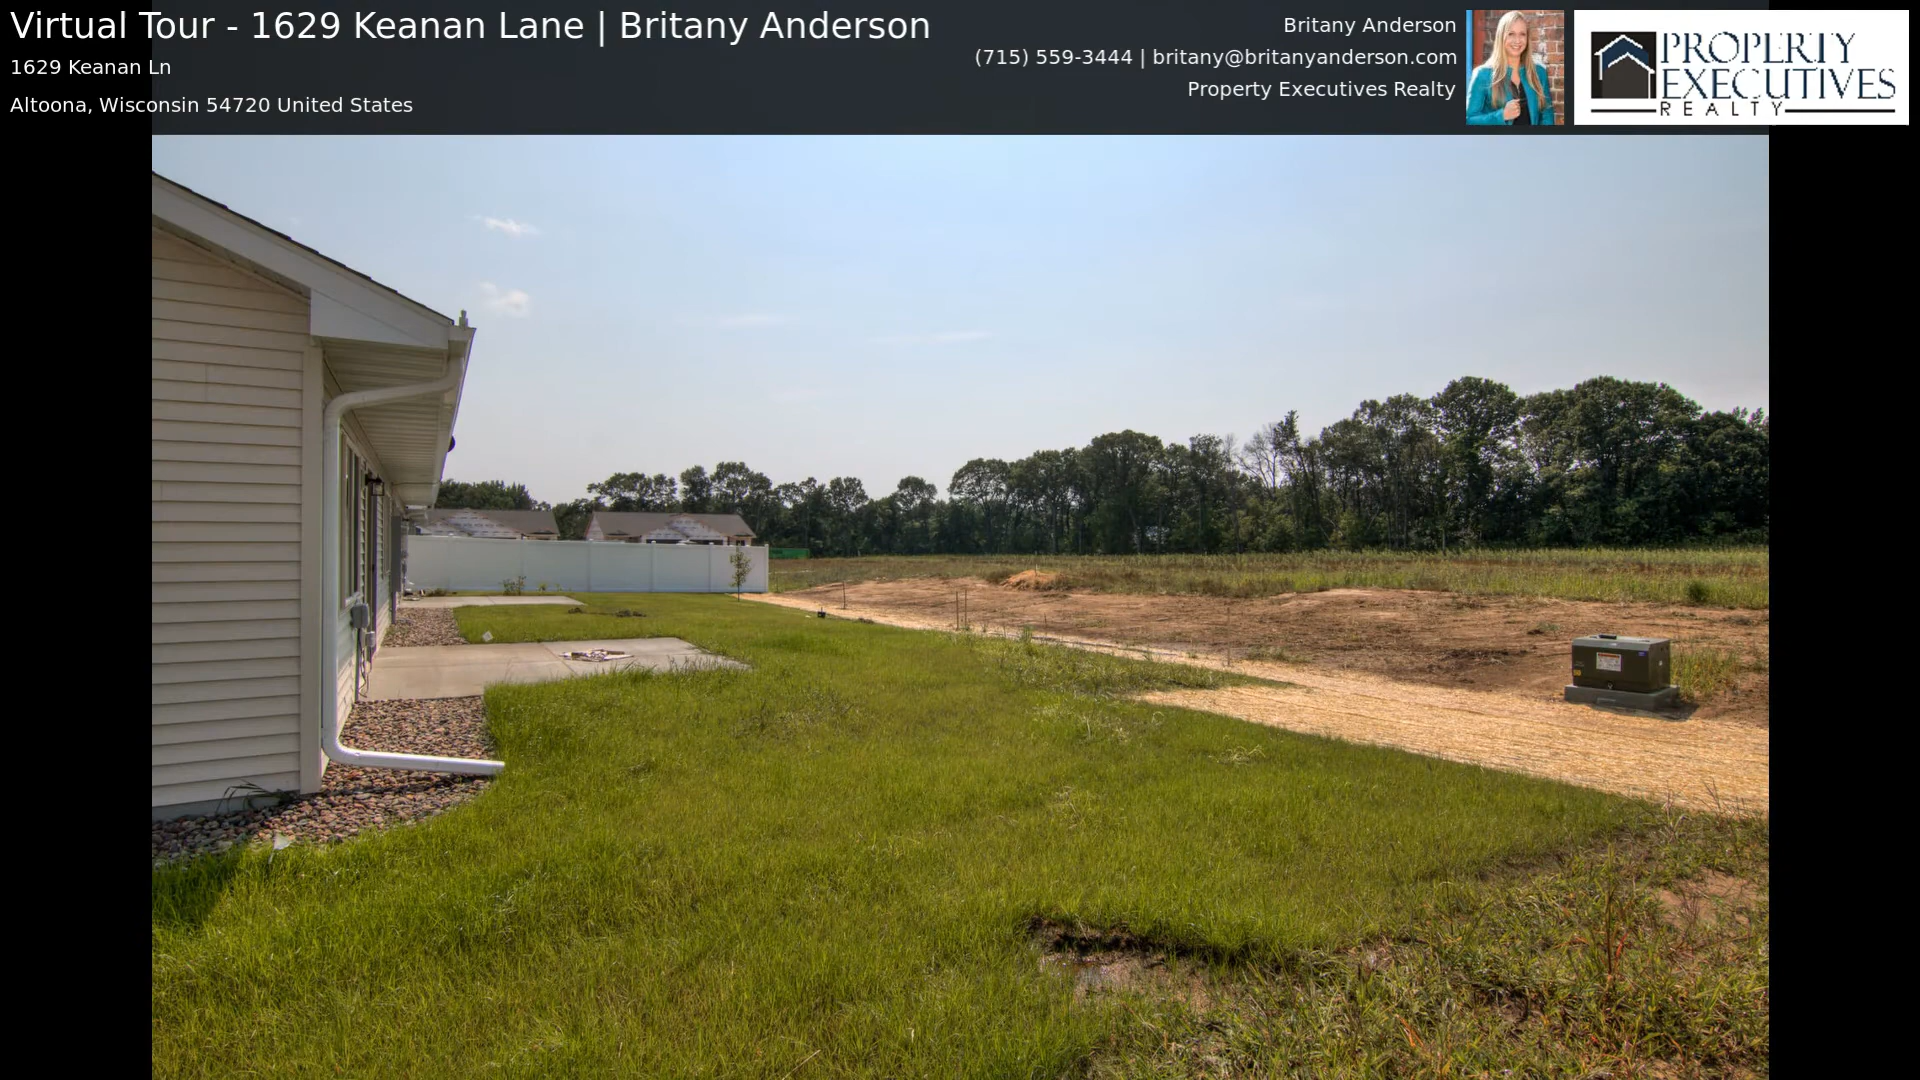 Virtual Tour - 1629 Keanan Lane | Britany Anderson
1629 Keanan Ln
Altoona, Wisconsin 54720 United States
Britany Anderson
(715) 559-3444 | britany@britanyanderson.com
Property Executives Realty
PROPERTY
EXECUTIVES
REALTY